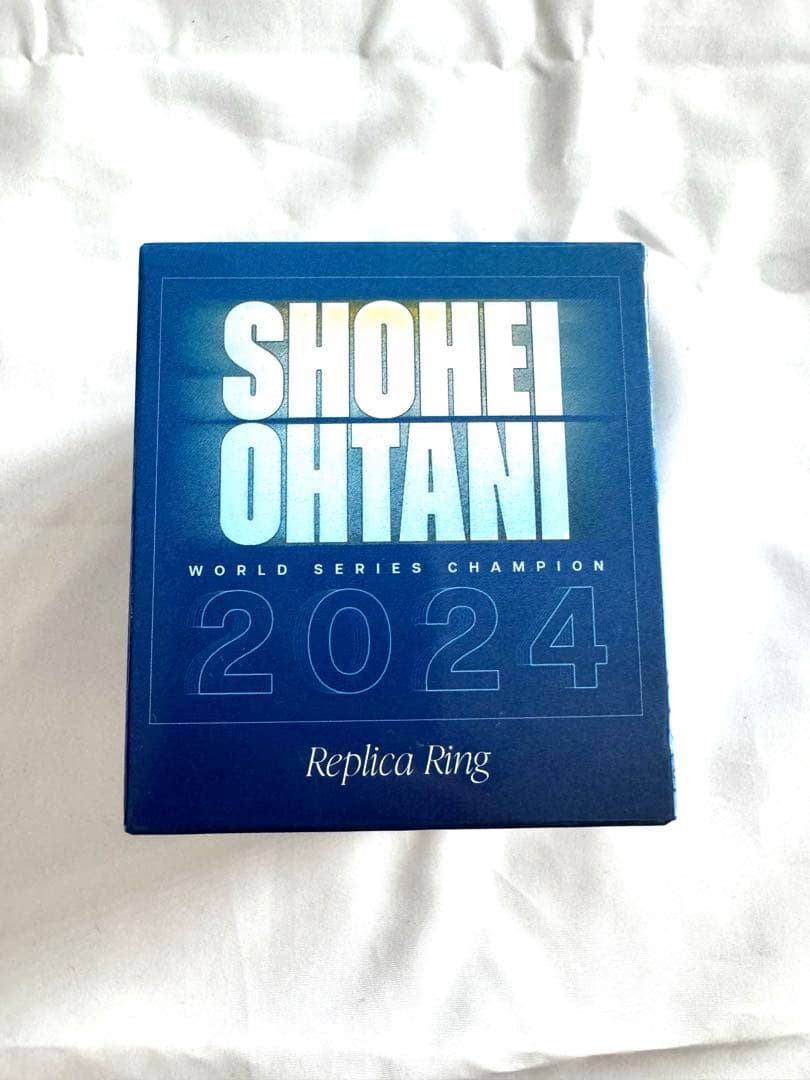 SHOHEI
OHTANI
WORLD SERIES CHAMPION
2024
Replica Ring